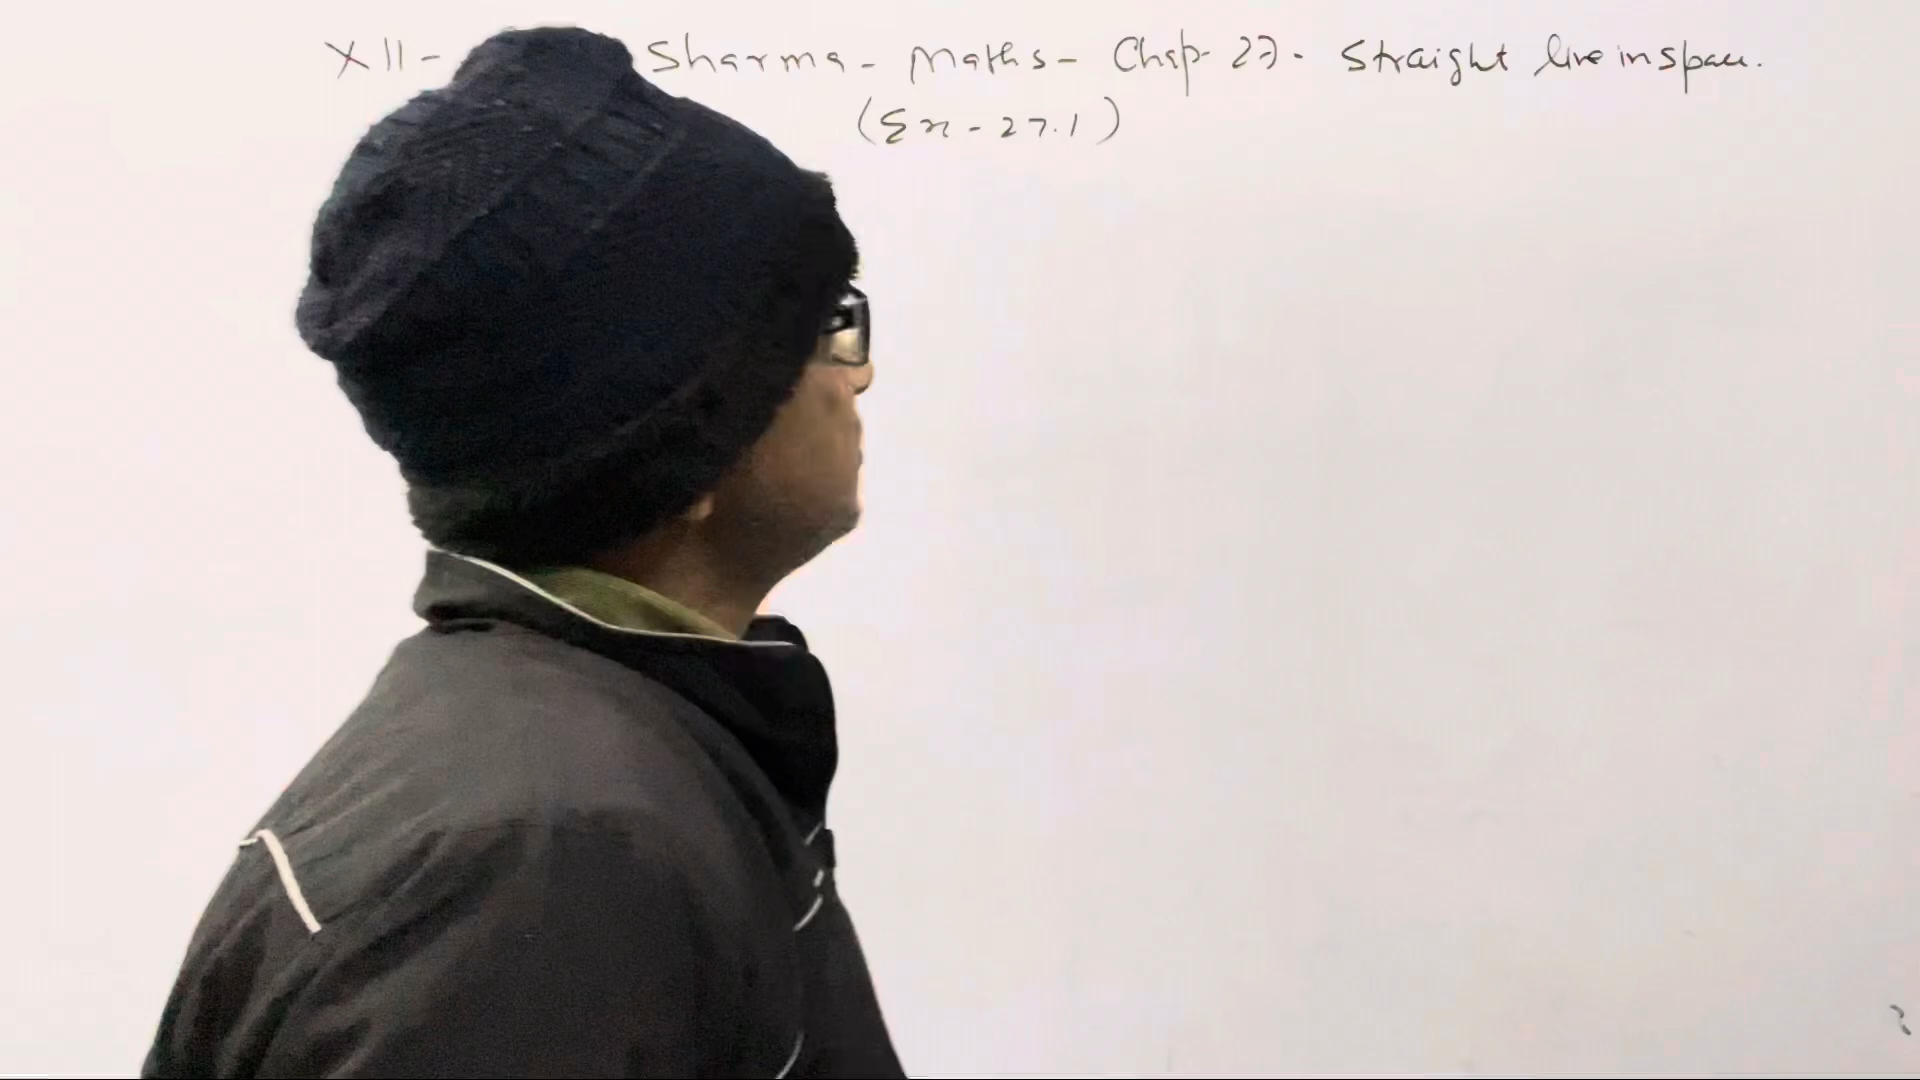 XII- Sharma - Maths - Chap- 27. Straight line in space.
(Ex - 27.1)